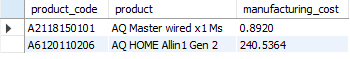 product_code product manufacturing_cost
A2118150101 AQ Master wired x1 Ms 0.8920
A6120110206 AQ HOME Allin1 Gen 2 240.5364